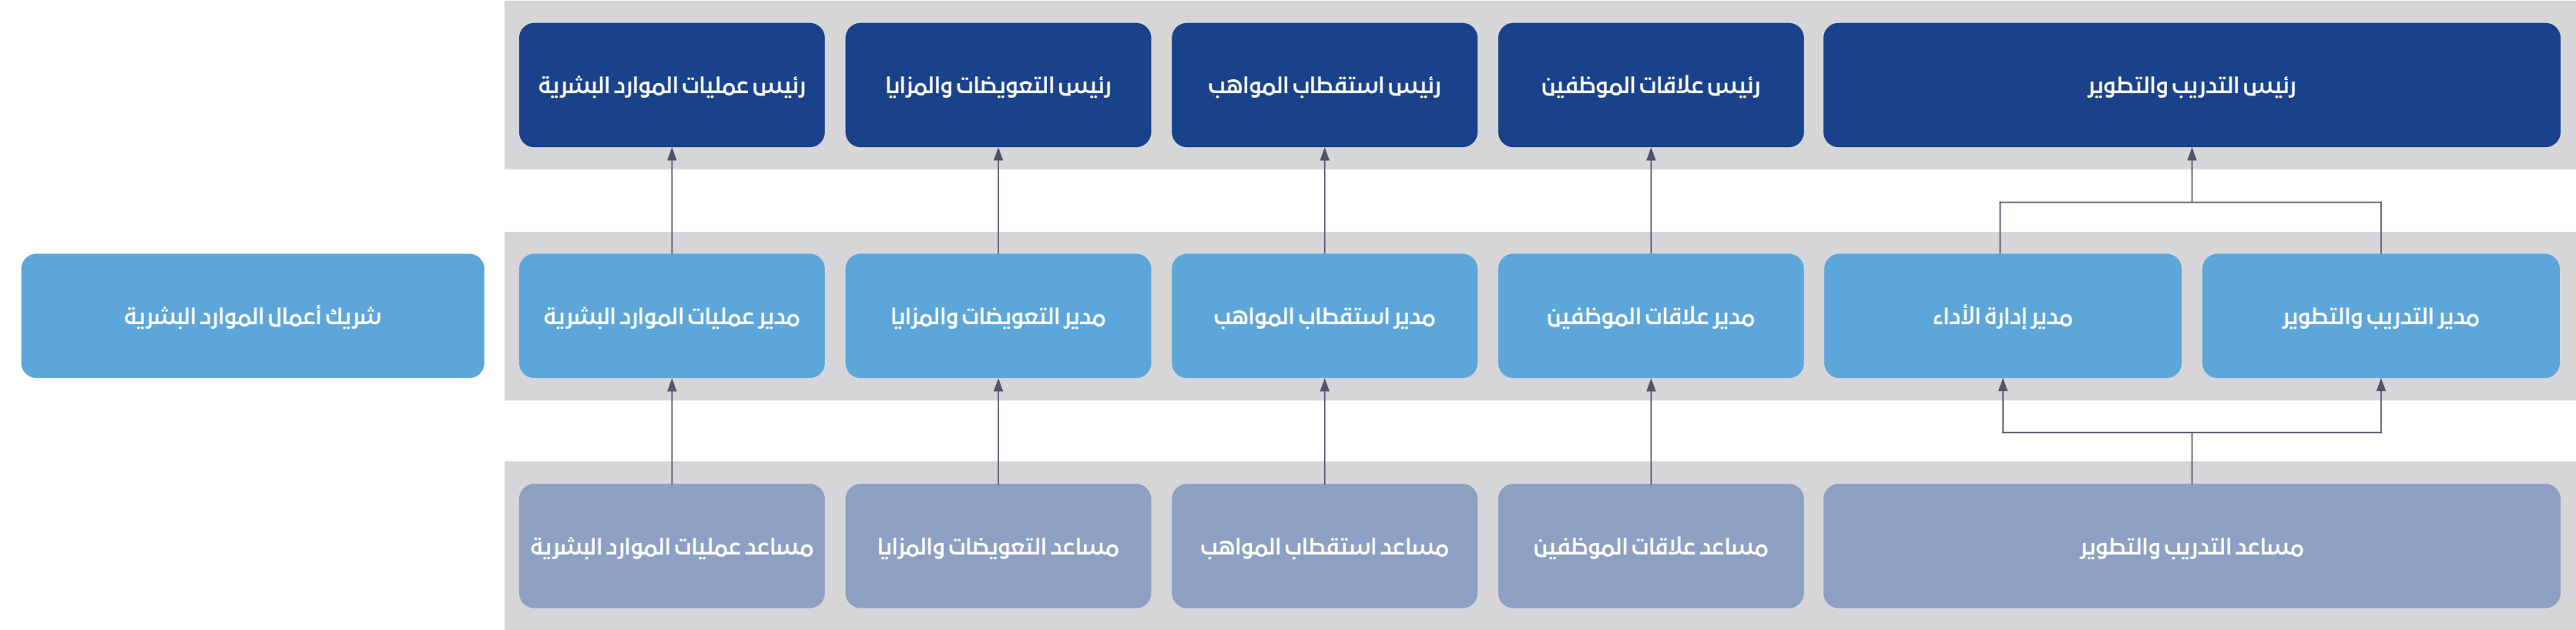 رئيس التدريب والتطوير
رئيس علاقات الموظفين
رئيس استقطاب المواهب
رئيس التعويضات والمزايا
رئيس عمليات الموارد البشرية
مدير التدريب والتطوير
مدير إدارة الأداء
مدير علاقات الموظفين
مدير استقطاب المواهب
مدير التعويضات والمزايا
مدير عمليات الموارد البشرية
شريك أعمال الموارد البشرية
مساعد التدريب والتطوير
مساعد علاقات الموظفين
مساعد استقطاب المواهب
مساعد التعويضات والمزايا
مساعد عمليات الموارد البشرية